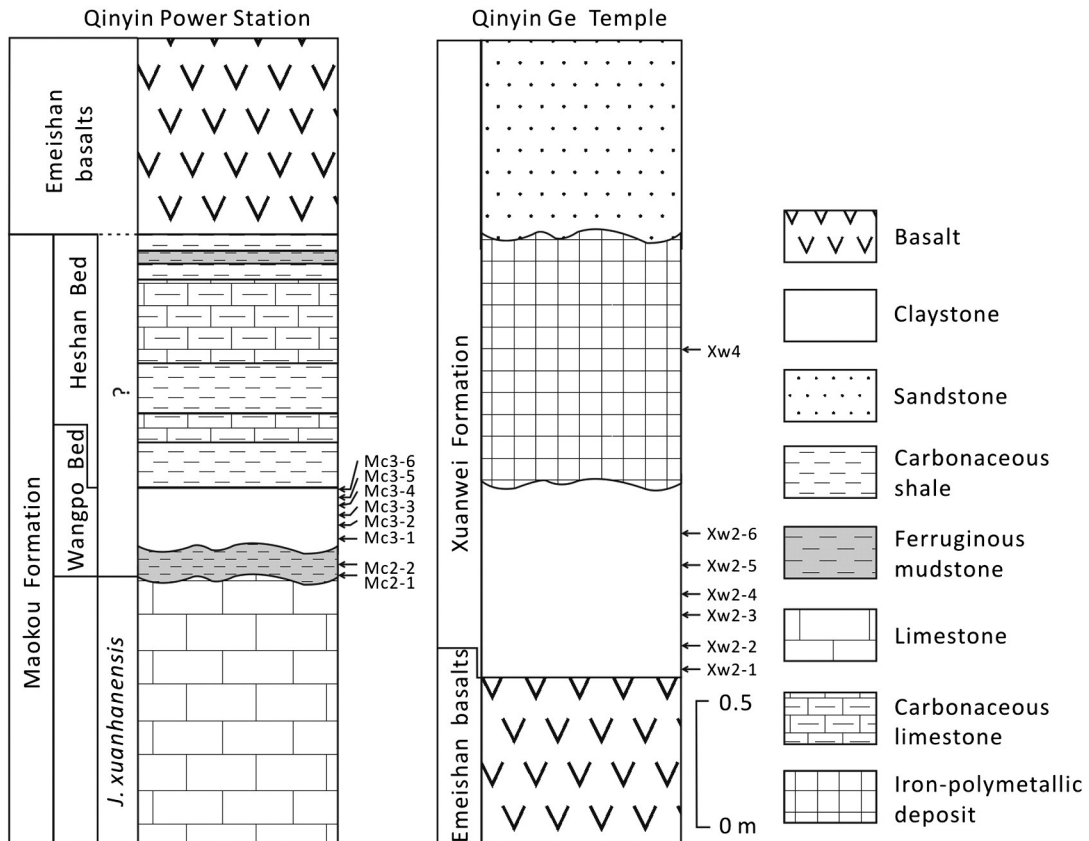 Qinyin Power Station
Qinyin Ge Temple
Emeishan
basalts
Maokou Formation
Heshan Bed
Wangpo Bed
?
J. xuanhanensis
Mc3-6
Mc3-5
Mc3-4
Mc3-3
Mc3-2
Mc3-1
Mc2-2
Mc2-1
Xuanwei Formation
Emeishan basalts
Xw4
Xw2-6
Xw2-5
Xw2-4
Xw2-3
Xw2-2
Xw2-1
0.5
0 m
Basalt
Claystone
Sandstone
Carbonaceous
shale
Ferruginous
mudstone
Limestone
Carbonaceous
limestone
Iron-polymetallic
deposit